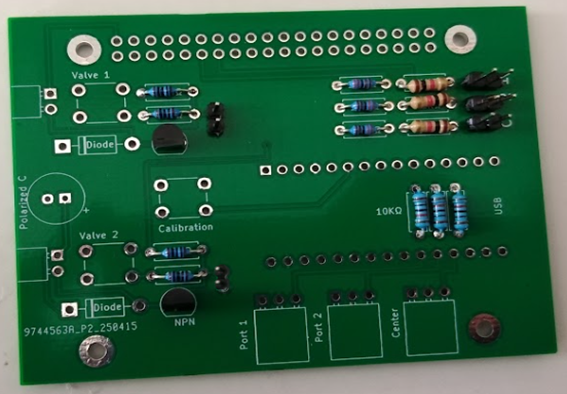 Valve 1
Diode
Polarized C
+
Calibration
10KΩ
USB
Valve 2
Diode
NPN
9744563A_P2_250415
Port 1
Port 2
Center